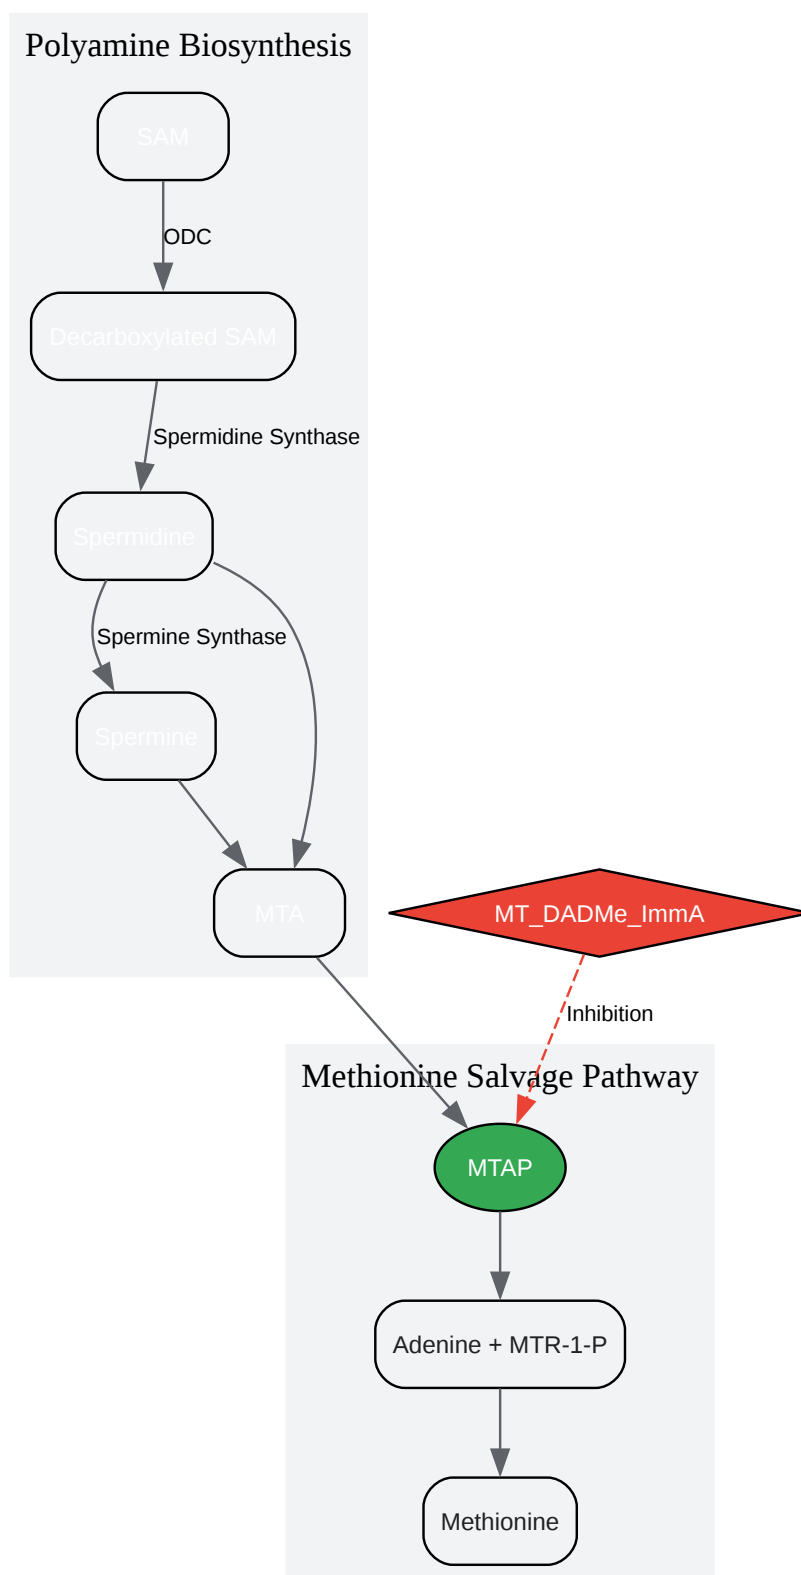 Polyamine Biosynthesis
SAM
ODC
Decarboxylated SAM
Spermidine Synthase
Spermidine
Spermine Synthase
Spermine
MTA
MT_DADMe_ImmA
Inhibition
Methionine Salvage Pathway
MTAP
Adenine + MTR-1-P
Methionine